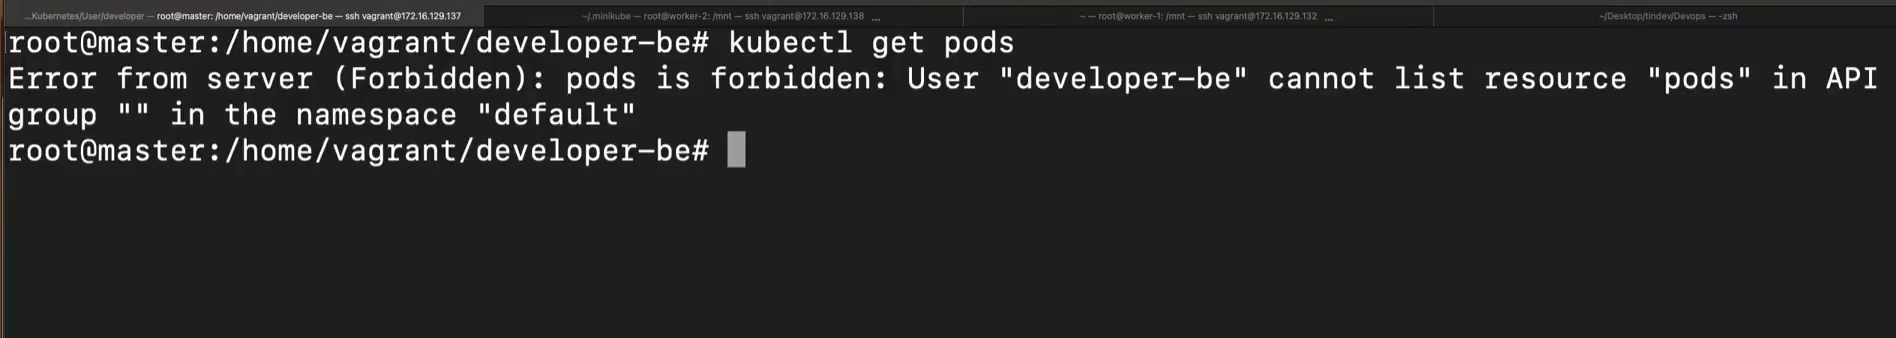 ...Kubernetes/User/developer — root@master: /home/vagrant/developer-be — ssh vagrant@172.16.129.137
~/.minikube — root@worker-2: /mnt — ssh vagrant@172.16.129.138 ...
~ — root@worker-1: /mnt — ssh vagrant@172.16.129.132 ...
~/Desktop/tindev/Devops — -zsh
root@master:/home/vagrant/developer-be# kubectl get pods
Error from server (Forbidden): pods is forbidden: User "developer-be" cannot list resource "pods" in API
group "" in the namespace "default"
root@master:/home/vagrant/developer-be#